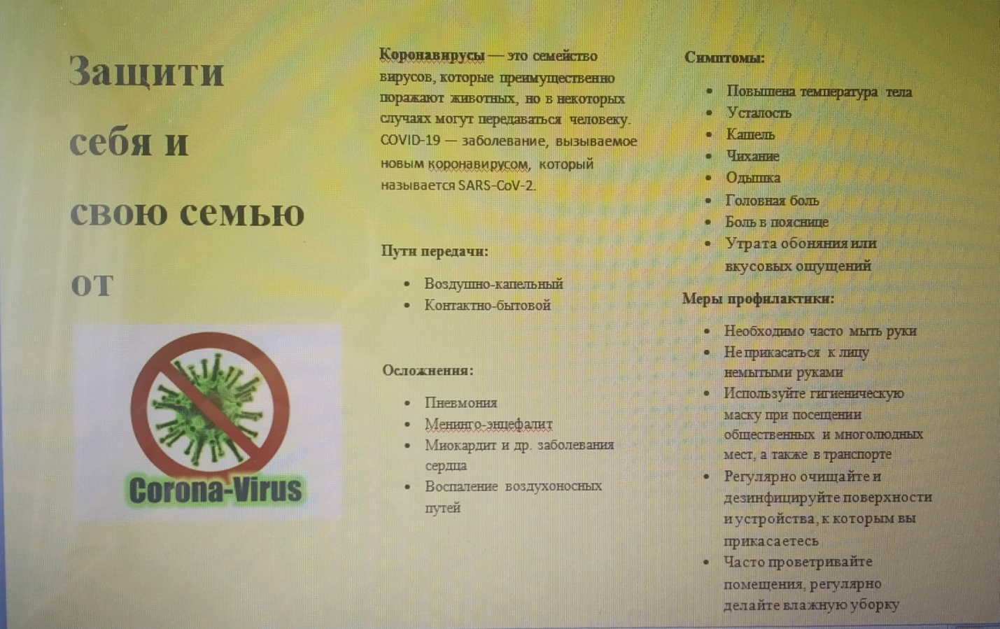 Защити
себя и
свою семью
от
Corona-Virus
Коронавирусы — это семейство
вирусов, которые преимущественно
поражают животных, но в некоторых
случаях могут передаваться человеку.
COVID-19 — заболевание, вызываемое
новым коронавирусом, который
называется SARS-CoV-2.
Пути передачи:
• Воздушно-капельный
• Контактно-бытовой
Осложнения:
• Пневмония
• Менинго-энцефалит
• Миокардит и др. заболевания
сердца
• Воспаление воздухоносных
путей
Симптомы:
• Повышена температура тела
• Усталость
• Кашель
• Чихание
• Одышка
• Головная боль
• Боль в пояснице
• Утрата обоняния или
вкусовых ощущений
Меры профилактики:
• Необходимо часто мыть руки
• Не прикасаться к лицу
немытыми руками
• Используйте гигиеническую
маску при посещении
общественных и многолюдных
мест, а также в транспорте
• Регулярно очищайте и
дезинфицируйте поверхности
и устройства, к которым вы
прикасаетесь
• Часто проветривайте
помещения, регулярно
делайте влажную уборку